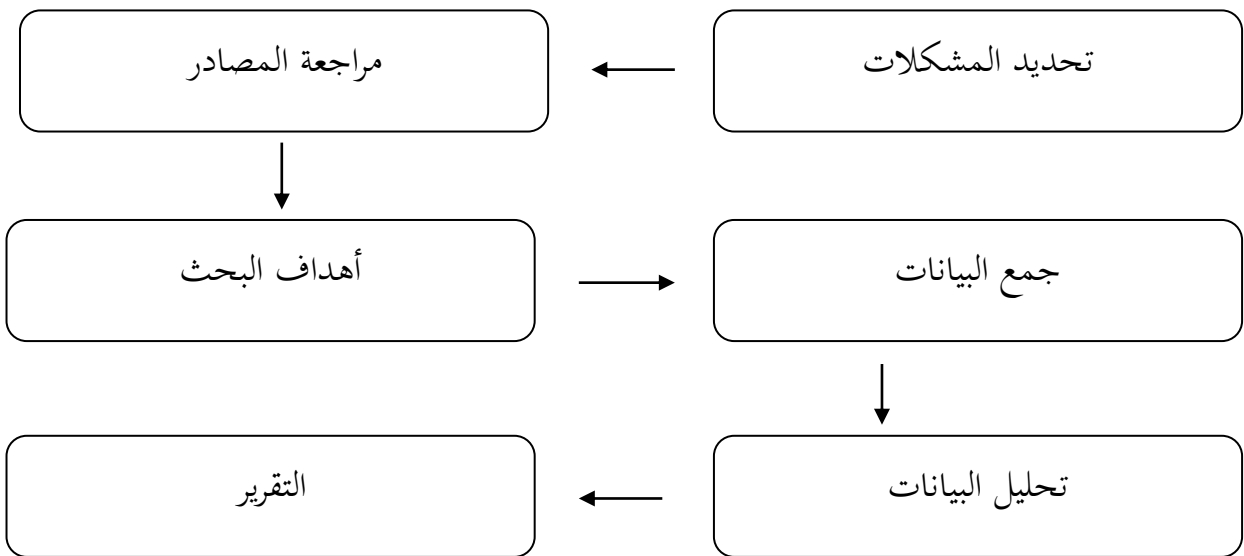 تحديد المشكلات
مراجعة المصادر
أهداف البحث
جمع البيانات
تحليل البيانات
التقرير